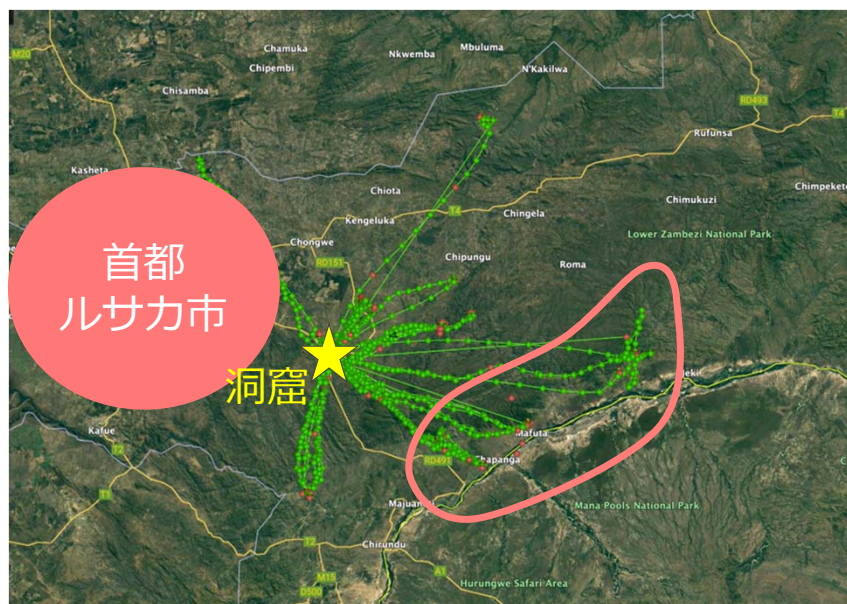 M20
Chamuka
Nkwemba
Mbuluma
Chipembi
N'Kakilwa
Chisamba
RD493
T4
Rufunsa
Kasheta
Chiota
Chimukuzi
Chimpekete
T4
Chingela
Kengeluka
Chongwe
Lower Zambezi National Park
首都
ルサカ市
RD151
Chipungu
Roma
洞窟
Kafue
T2
Mafuta
RD491
Chapanga
T1
Mana Pools National Park
T2
Chirundu
M15
A1
D500
Hurungwe Safari Area